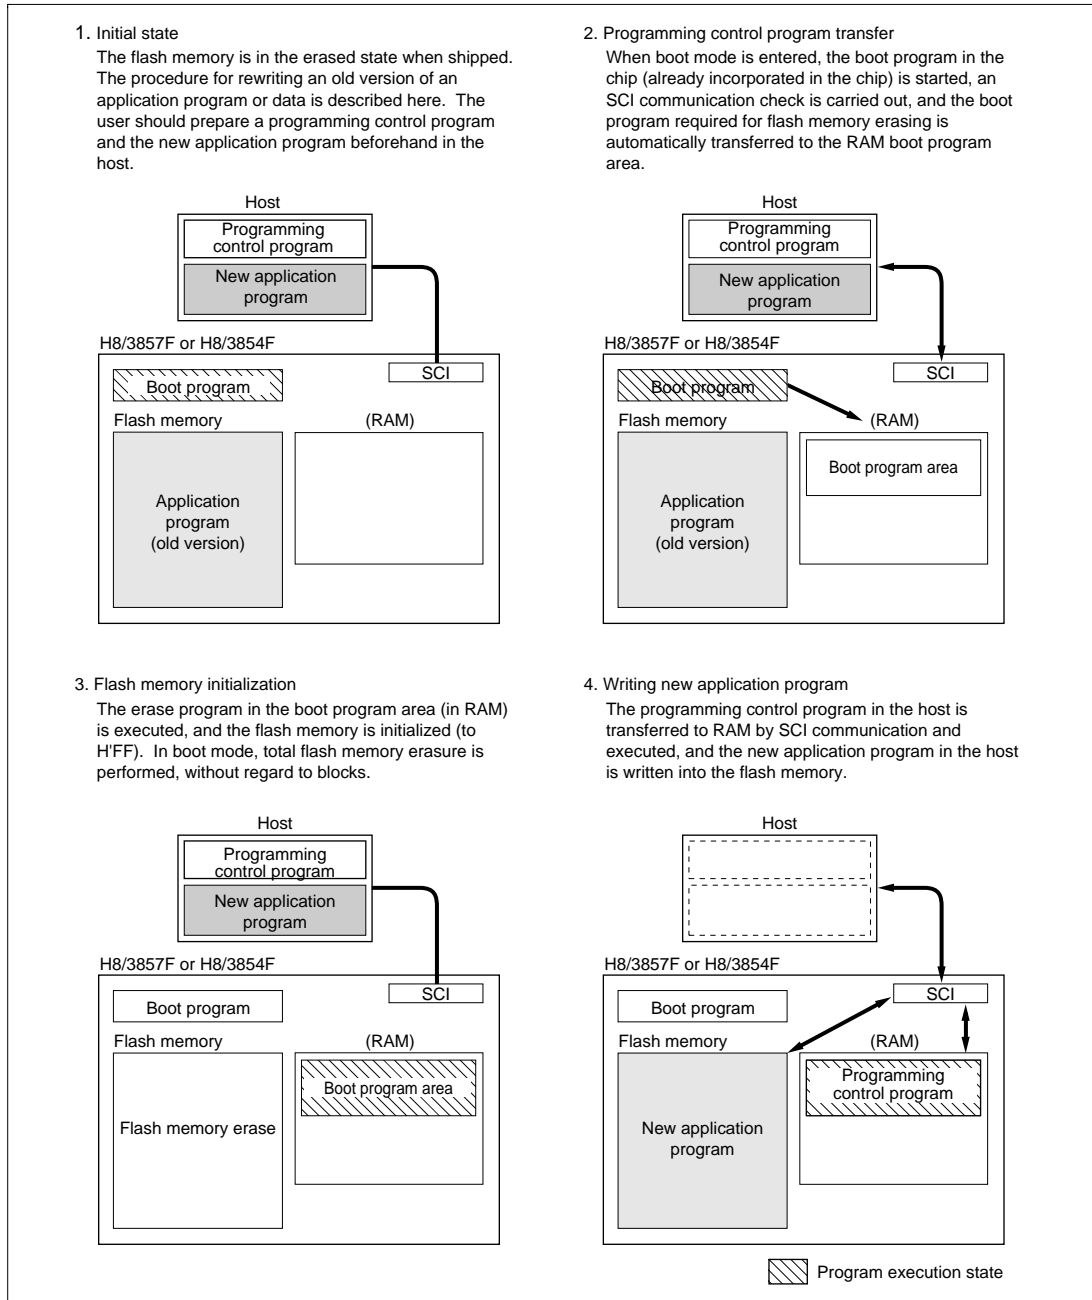 1. Initial state
The flash memory is in the erased state when shipped.
The procedure for rewriting an old version of an
application program or data is described here. The
user should prepare a programming control program
and the new application program beforehand in the
host.
Host
Programming
control program
New application
program
H8/3857F or H8/3854F
SCI
Boot program
Flash memory
(RAM)
Application
program
(old version)
2. Programming control program transfer
When boot mode is entered, the boot program in the
chip (already incorporated in the chip) is started, an
SCI communication check is carried out, and the boot
program required for flash memory erasing is
automatically transferred to the RAM boot program
area.
Host
Programming
control program
New application
program
H8/3857F or H8/3854F
SCI
Boot program
Flash memory
(RAM)
Boot program area
Application
program
(old version)
3. Flash memory initialization
The erase program in the boot program area (in RAM)
is executed, and the flash memory is initialized (to
H'FF). In boot mode, total flash memory erasure is
performed, without regard to blocks.
Host
Programming
control program
New application
program
H8/3857F or H8/3854F
SCI
Boot program
Flash memory
(RAM)
Boot program area
Flash memory erase
4. Writing new application program
The programming control program in the host is
transferred to RAM by SCI communication and
executed, and the new application program in the host
is written into the flash memory.
Host
H8/3857F or H8/3854F
SCI
Boot program
Flash memory
(RAM)
Programming
control program
New application
program
Program execution state